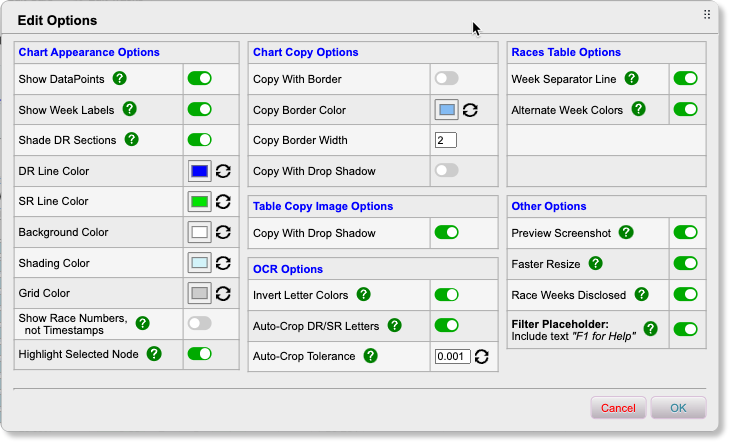 Edit Options
Chart Appearance Options
Show DataPoints ?
Show Week Labels ?
Shade DR Sections ?
DR Line Color
SR Line Color
Background Color
Shading Color
Grid Color
Show Race Numbers,
not Timestamps ?
Highlight Selected Node ?
Chart Copy Options
Copy With Border
Copy Border Color
Copy Border Width 2
Copy With Drop Shadow
Table Copy Image Options
Copy With Drop Shadow
OCR Options
Invert Letter Colors ?
Auto-Crop DR/SR Letters ?
Auto-Crop Tolerance ? 0.001
Races Table Options
Week Separator Line ?
Alternate Week Colors ?
Other Options
Preview Screenshot ?
Faster Resize ?
Race Weeks Disclosed ?
Filter Placeholder:
Include text "F1 for Help" ?
Cancel OK